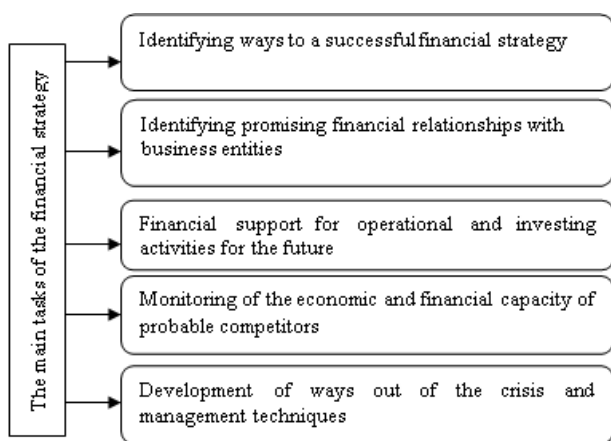 The main tasks of the financial strategy
Identifying ways to a successful financial strategy
Identifying promising financial relationships with
business entities
Financial support for operational and investing
activities for the future
Monitoring of the economic and financial capacity of
probable competitors
Development of ways out of the crisis and
management techniques